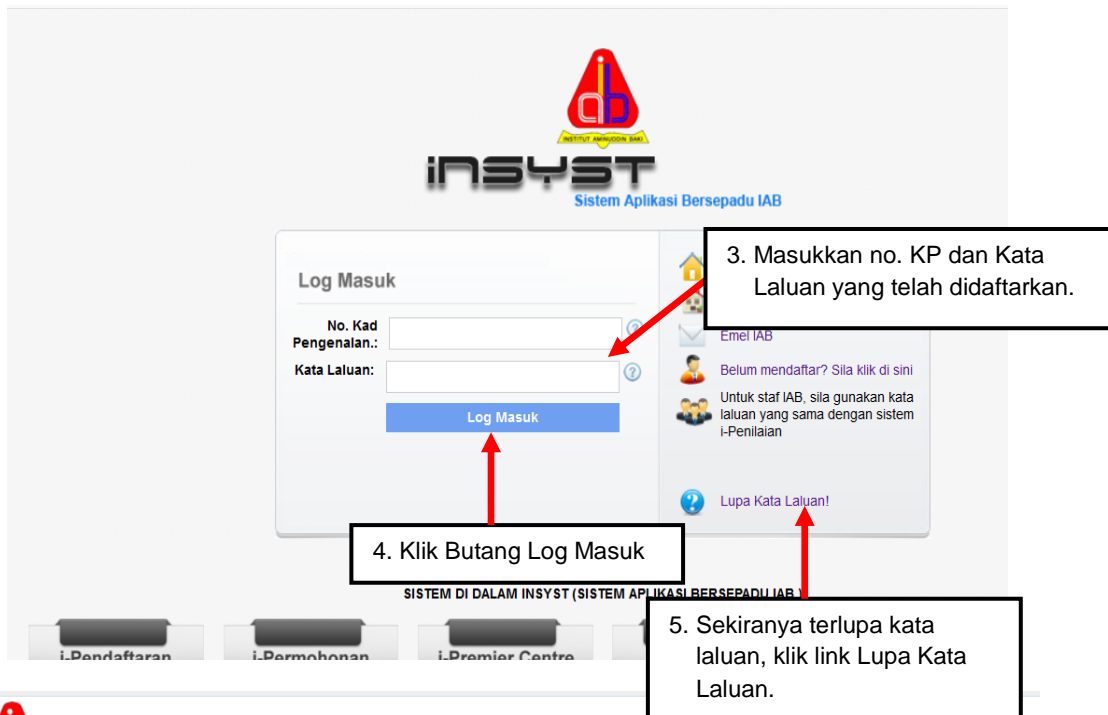 aib
INSTITUT AMINUDDIN BAKI
insyst
Sistem Aplikasi Bersepadu IAB
3. Masukkan no. KP dan Kata
Laluan yang telah didaftarkan.
Log Masuk
No. Kad
Pengenalan.:
Kata Laluan:
Log Masuk
Emel IAB
Belum mendaftar? Sila klik di sini
Untuk staf IAB, sila gunakan kata
laluan yang sama dengan sistem
i-Penilaian
Lupa Kata Laluan!
4. Klik Butang Log Masuk
SISTEM DI DALAM INSYST (SISTEM APLIKASI BERSEPADU IAB )
5. Sekiranya terlupa kata
laluan, klik link Lupa Kata
Laluan.
i-Pendaftaran
i-Permohonan
i-Premier Centre